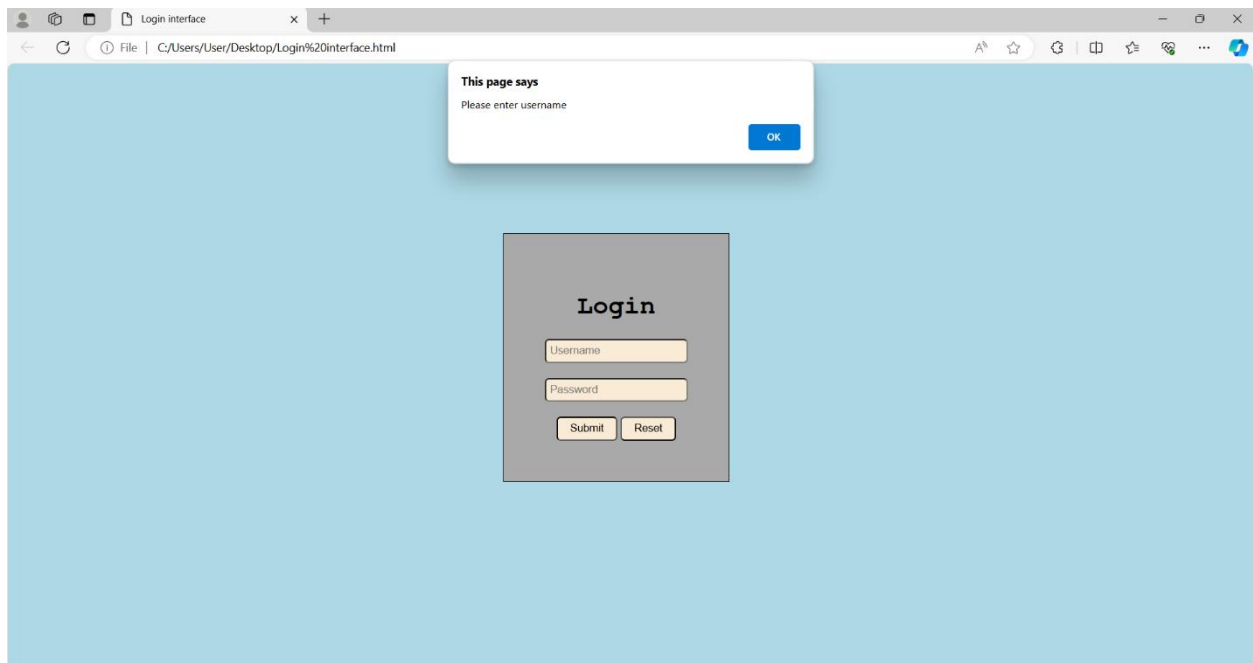 Login interface
File | C:/Users/User/Desktop/Login%20interface.html
This page says
Please enter username
OK
Login
Username
Password
Submit Reset